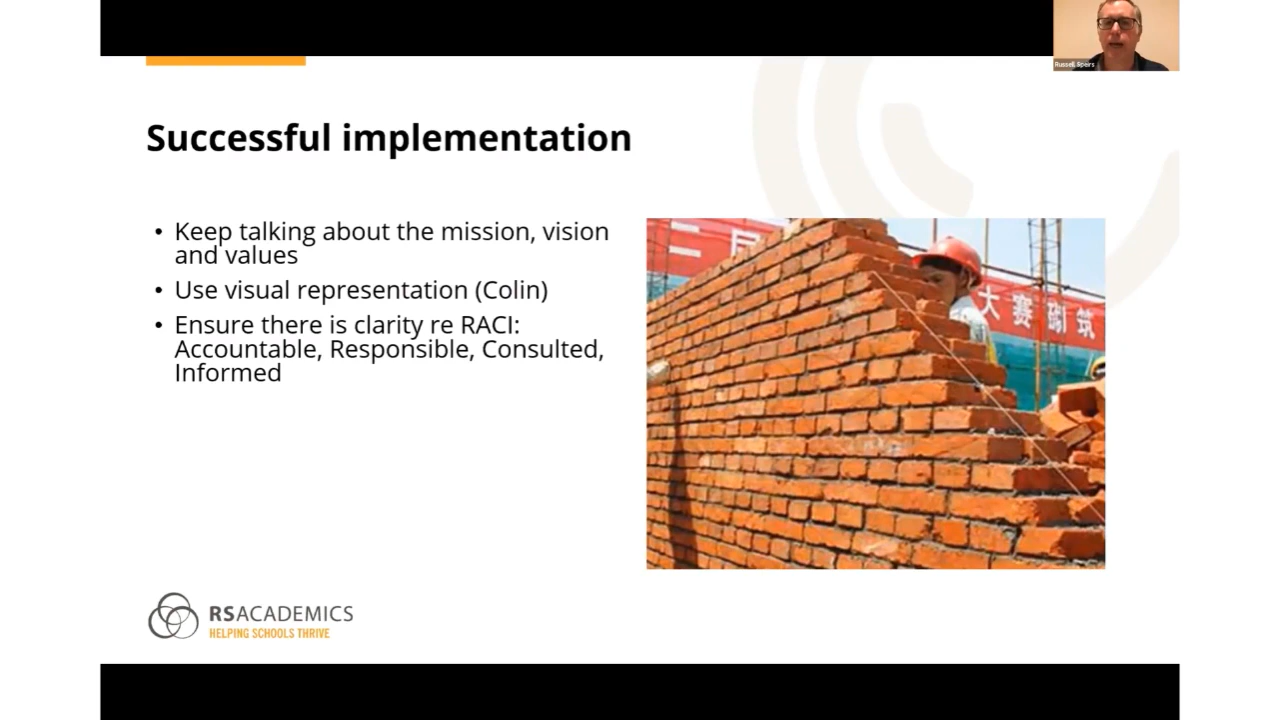 Russell Speirs
Successful implementation
• Keep talking about the mission, vision
and values
• Use visual representation (Colin)
• Ensure there is clarity re RACI:
Accountable, Responsible, Consulted,
Informed
大赛 砌筑
RSACADEMICS
HELPING SCHOOLS THRIVE